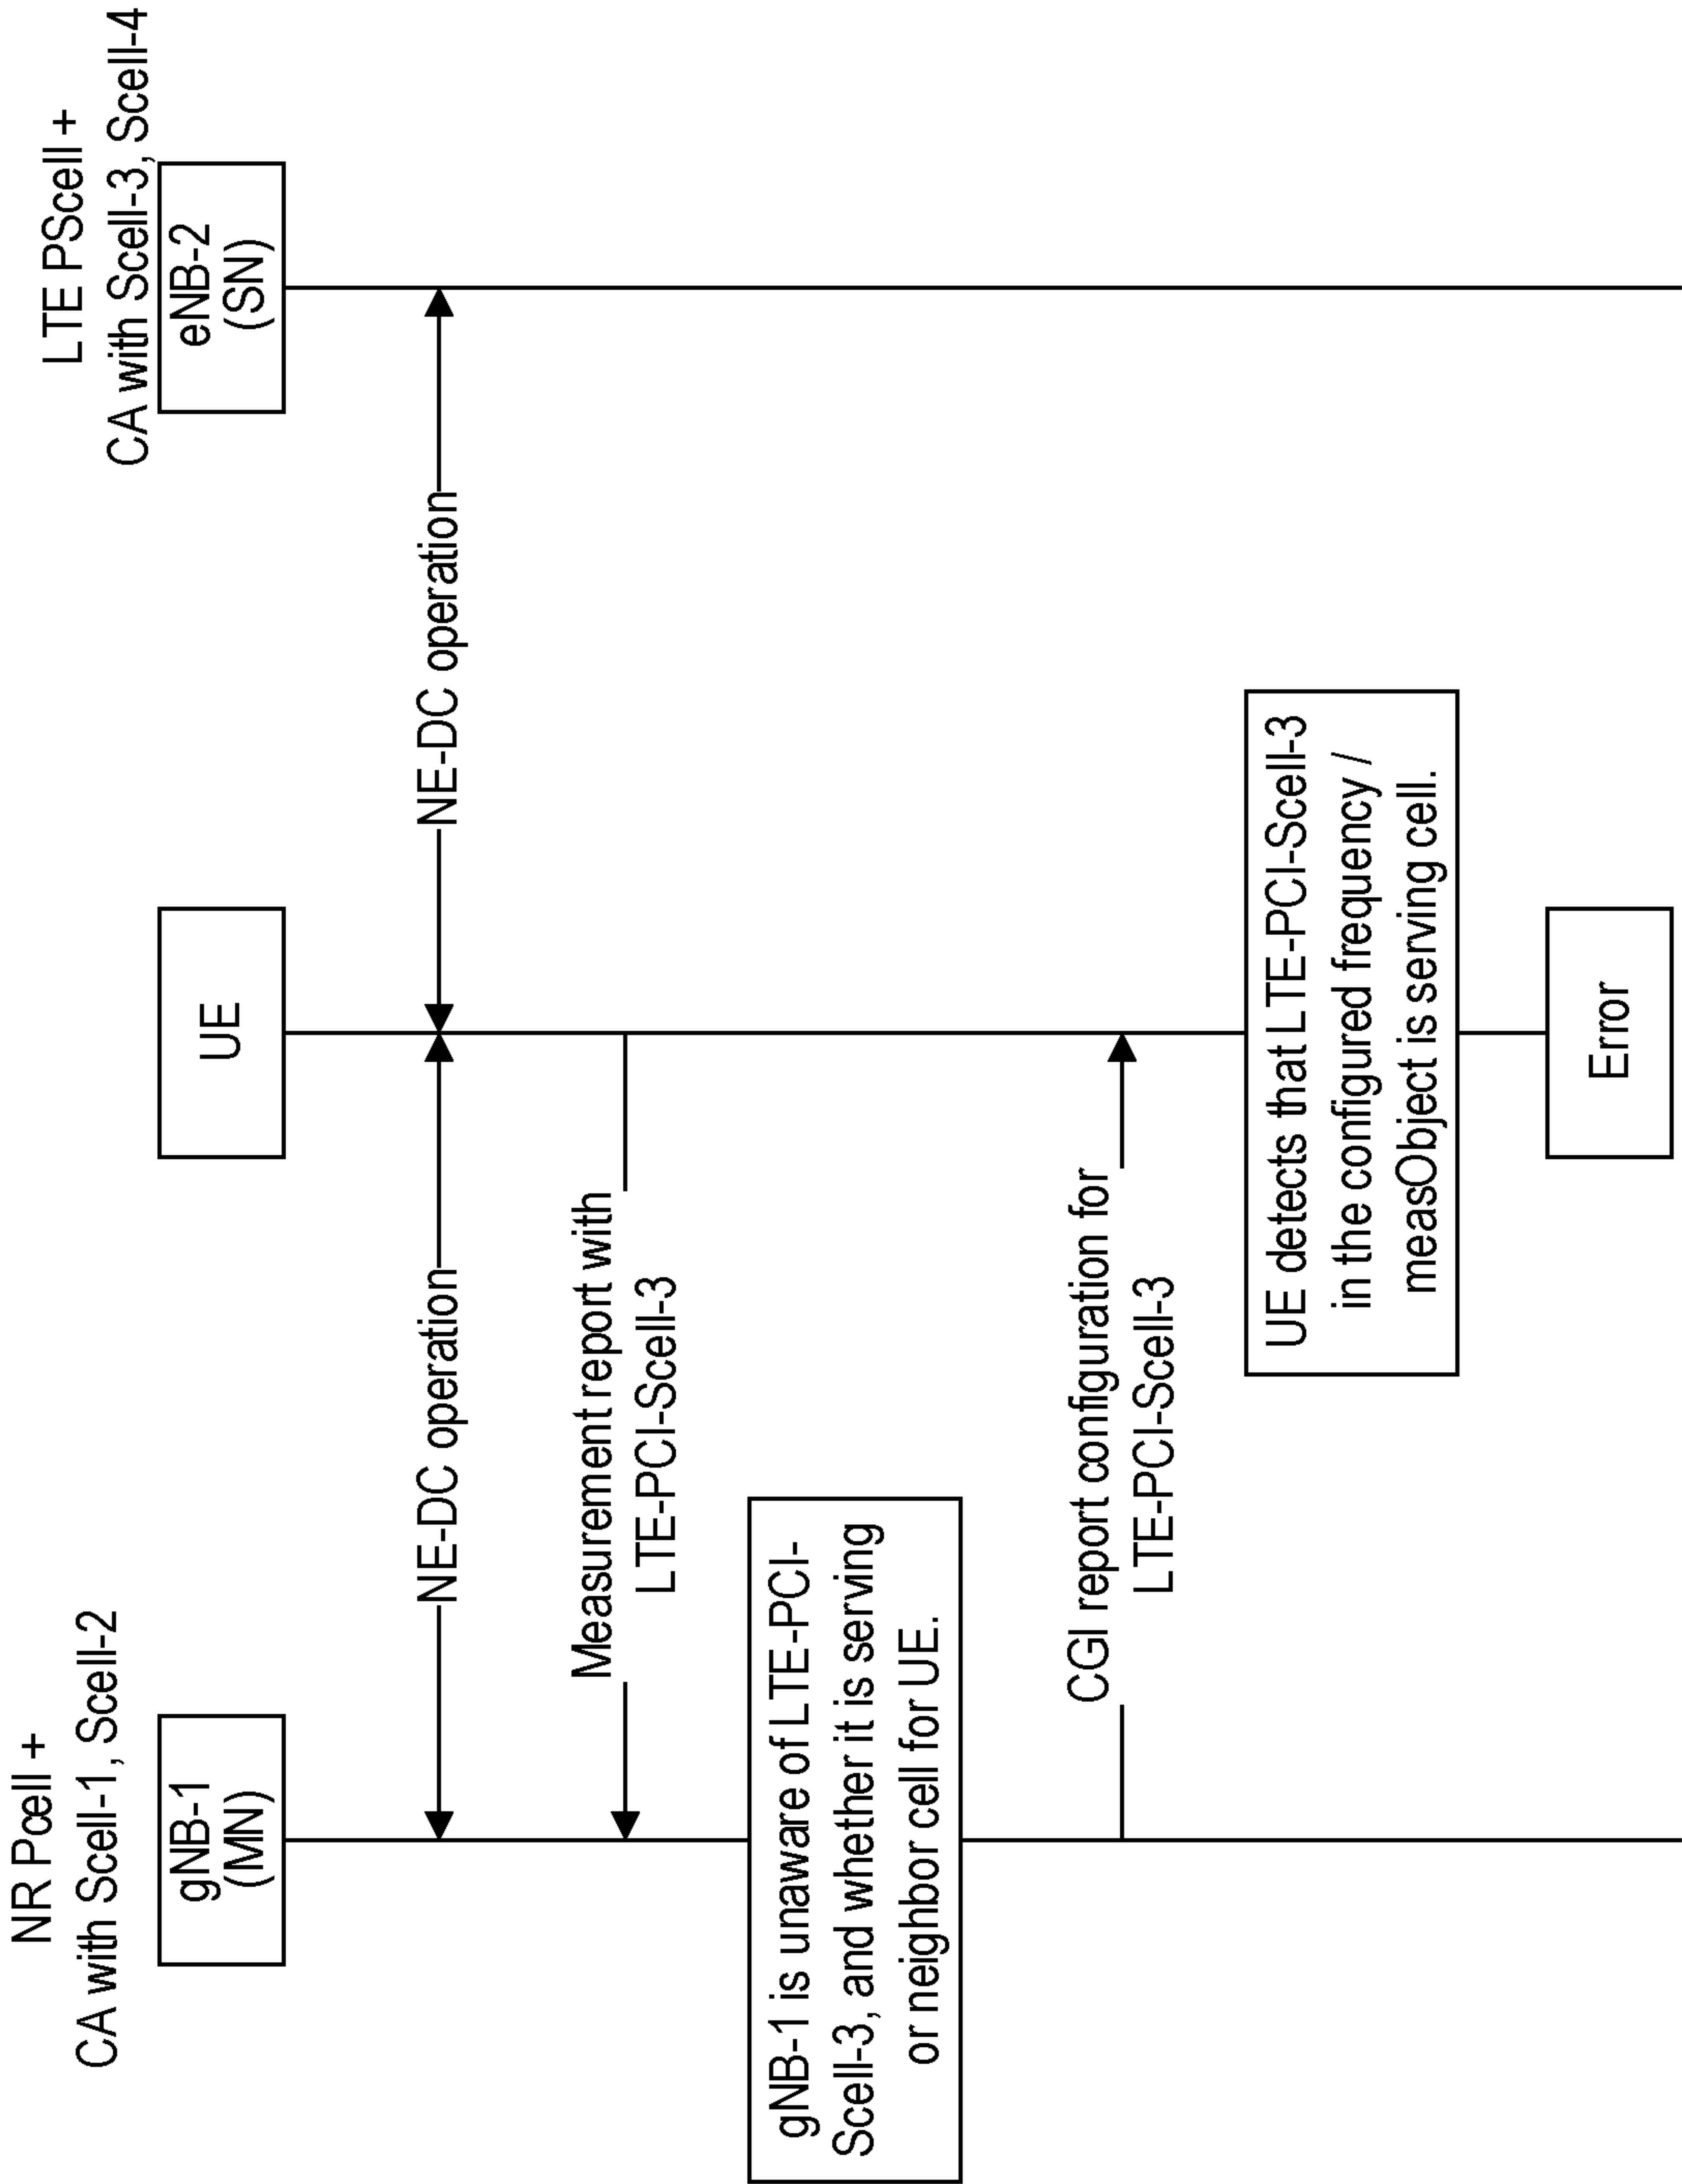 NR Pcell +
CA with Scell-1, Scell-2
gNB-1
(MN)
UE
LTE PScell +
CA with Scell-3, Scell-4
eNB-2
(SN)
NE-DC operation
NE-DC operation
Measurement report with
LTE-PCI-Scell-3
gNB-1 is unaware of LTE-PCI-
Scell-3, and whether it is serving
or neighbor cell for UE.
CGI report configuration for
LTE-PCI-Scell-3
UE detects that LTE-PCI-Scell-3
in the configured frequency /
measObject is serving cell.
Error